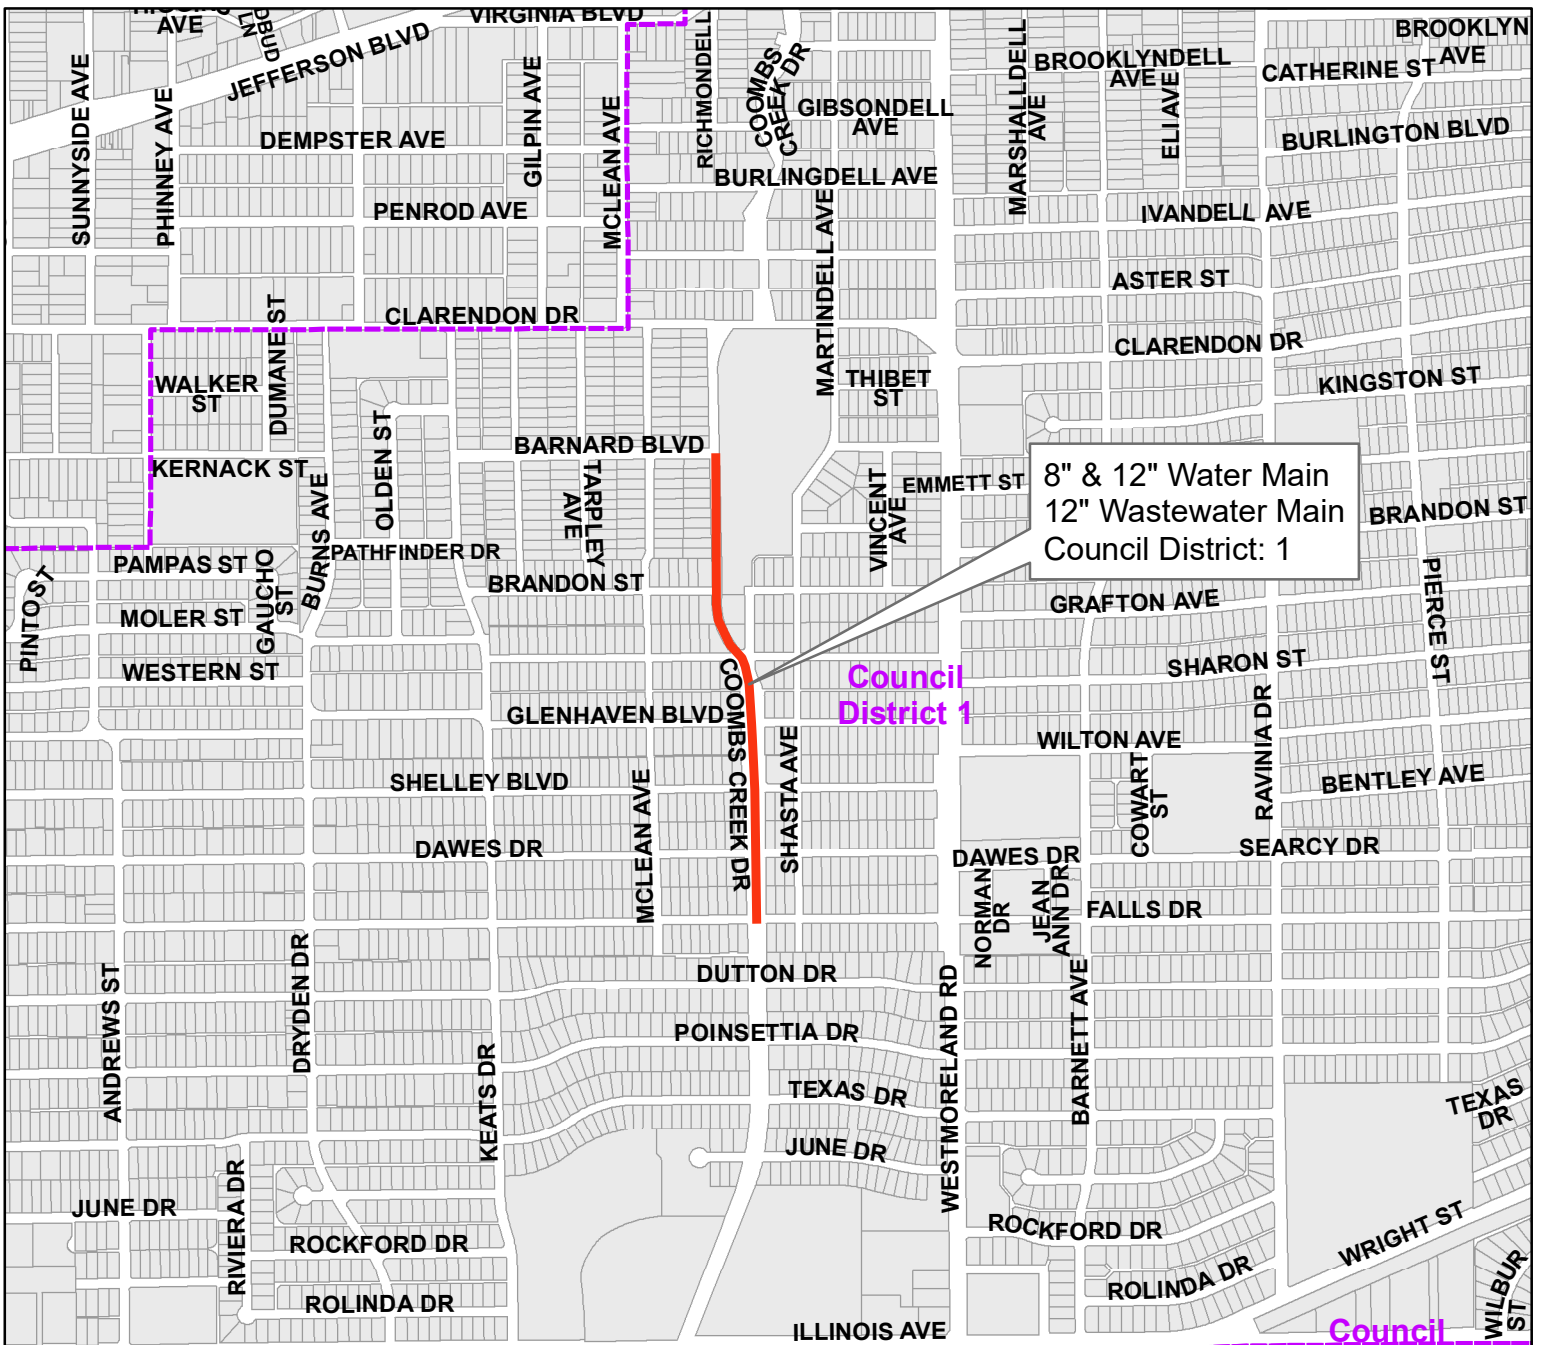 VIRGINIA BLVD
AVE
LN
JEFFERSON BLVD
SUNNYSIDE AVE
PHINNEY AVE
DEMPSTER AVE
GILPIN AVE
MCLEAN AVE
PENROD AVE
RICHMONDELL
COOMBS
CREEK DR
GIBSONDELL
AVE
BURLINGDELL AVE
MARSHALLDELL
AVE
BROOKLYNDELL
AVE
ELI AVE
CATHERINE ST
BROOKLYN
AVE
BURLINGTON BLVD
IVANDELL AVE
ASTER ST
MARTINDELL AVE
CLARENDON DR
CLARENDON DR
DUMANE ST
WALKER
ST
THIBET
ST
KINGSTON ST
OLDEN ST
BARNARD BLVD
KERNACK ST
BURNS AVE
TARPLEY
AVE
VINCENT
AVE
EMMETT ST
8" & 12" Water Main
12" Wastewater Main
Council District: 1
BRANDON ST
PATHFINDER DR
PAMPAS ST
GAUCHO
ST
BRANDON ST
PINTO ST
MOLER ST
GRAFTON AVE
PIERCE ST
WESTERN ST
SHARON ST
COOMBS CREEK DR
Council
District 1
GLENHAVEN BLVD
RAVINIA DR
WILTON AVE
SHASTA AVE
SHELLEY BLVD
MCLEAN AVE
COWART
ST
BENTLEY AVE
DAWES DR
DAWES DR
SEARCY DR
NORMAN
DR
JEAN
ANN DR
FALLS DR
ANDREWS ST
DRYDEN DR
DUTTON DR
WESTMORELAND RD
BARNETT AVE
POINSETTIA DR
KEATS DR
TEXAS DR
TEXAS
DR
JUNE DR
JUNE DR
RIVIERA DR
ROCKFORD DR
ROCKFORD DR
WRIGHT ST
ROLINDA DR
ROLINDA DR
WILBUR
ST
ILLINOIS AVE
Council